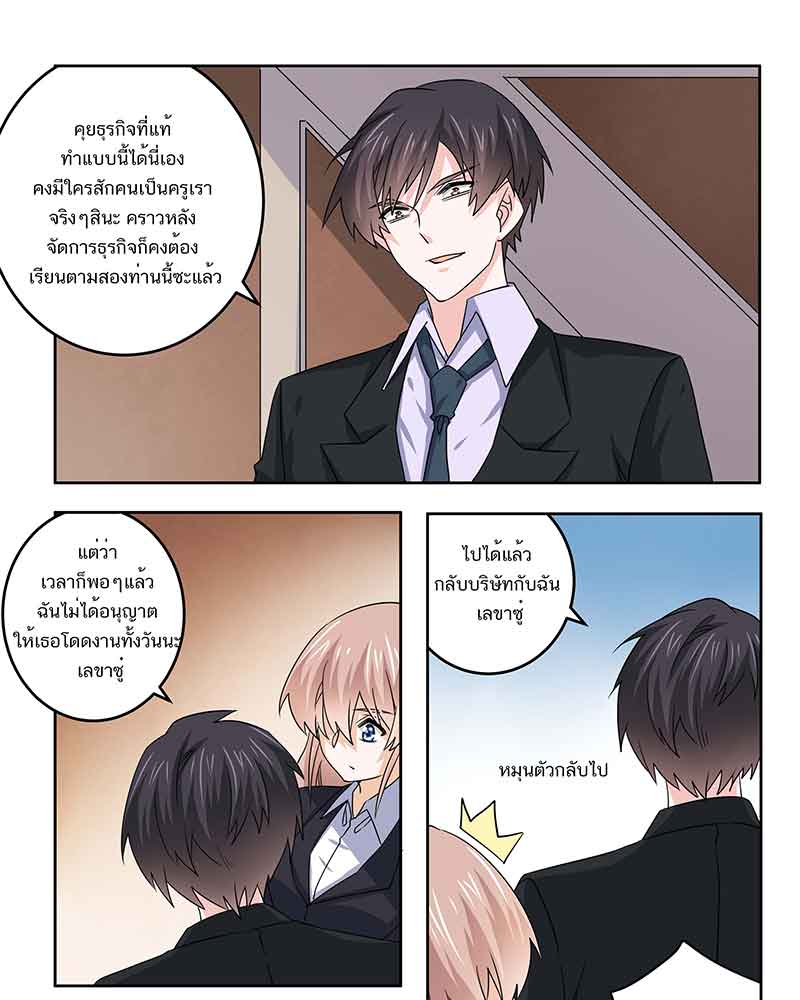 คุยธุรกิจที่แท้
ทำแบบนี้ได้นี่เอง
คงมีใครสักคนเป็นครูเรา
จริงๆสินะ คราวหลัง
จัดการธุรกิจก็คงต้อง
เรียนตามสองท่านนี้ซะแล้ว
แต่ว่า
เวลาก็พอๆแล้ว
ฉันไม่ได้อนุญาต
ให้เธอโดดงานทั้งวันนะ
เลขาซู่
ไปได้แล้ว
กลับบริษัทกับฉัน
เลขาซู่
หมุนตัวกลับไป